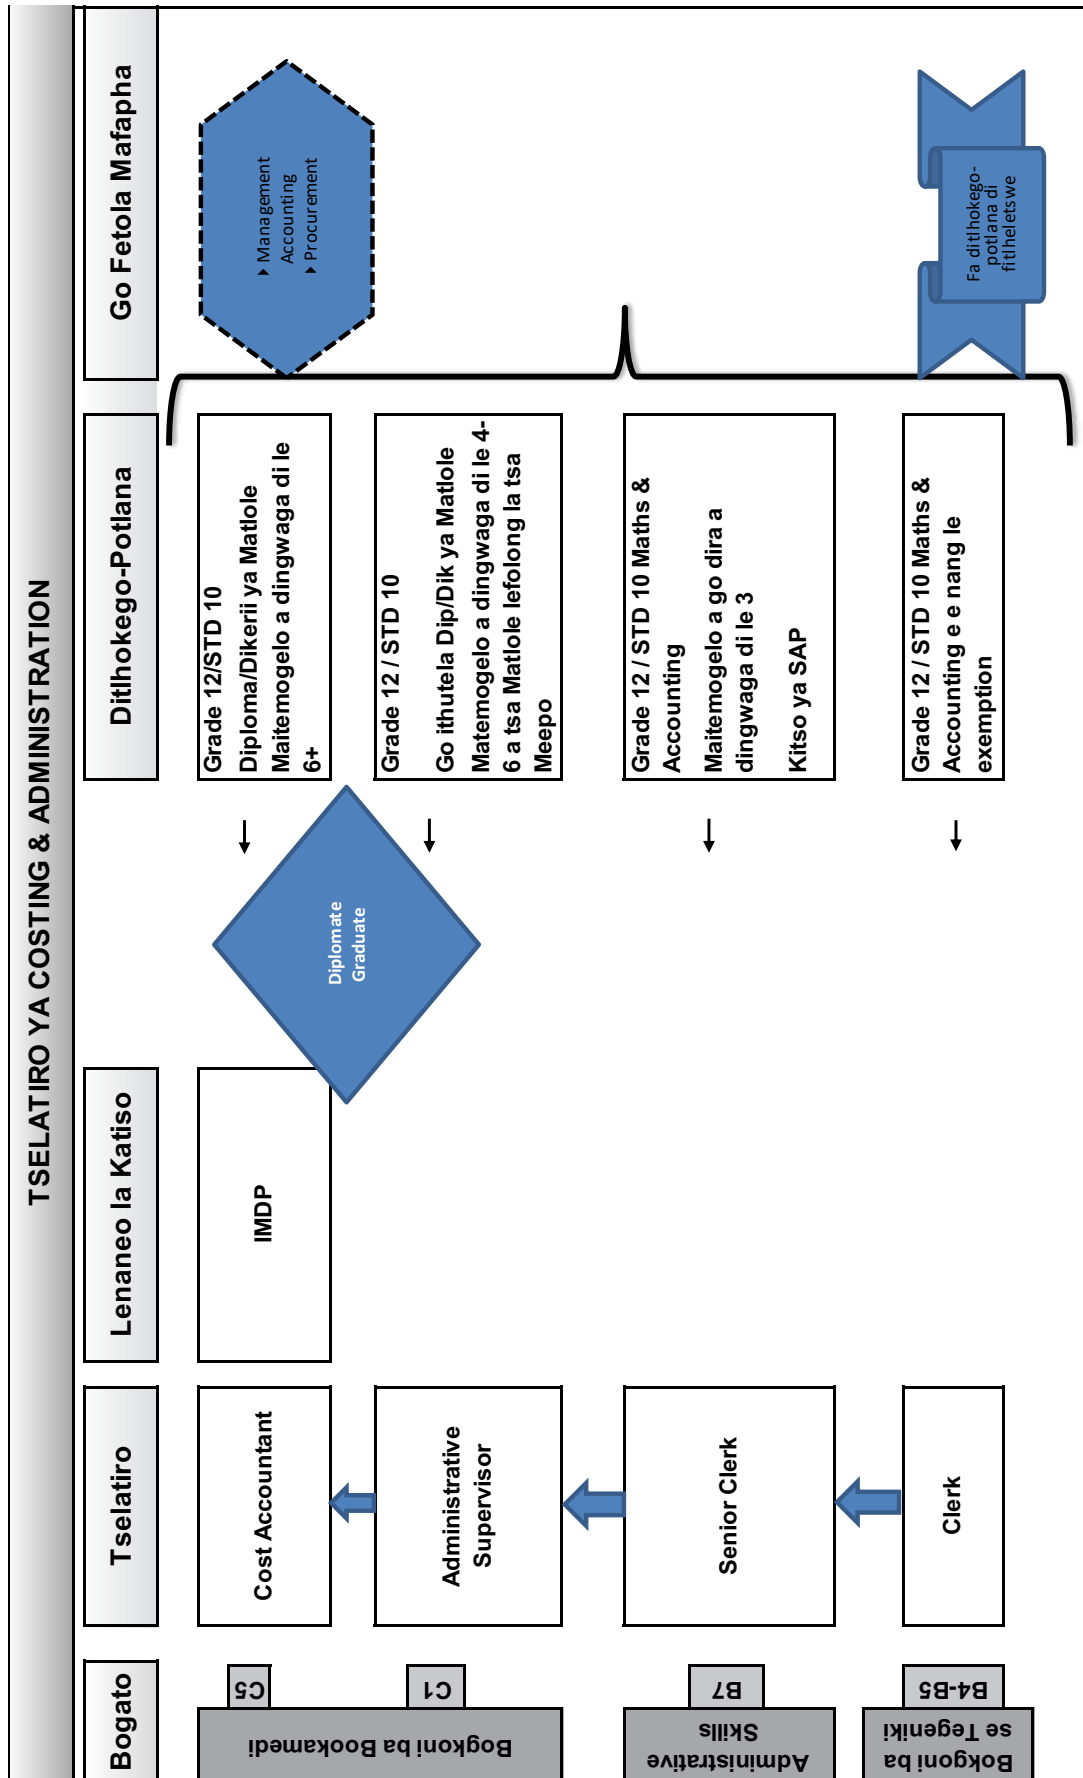 TSELATIRO YA COSTING & ADMINISTRATION
Bogato
Tselatiro
Lenaneo la Katiso
Ditlhokego-Potlana
Go Fetola Mafapha
Bogkoni ba Bookamedi
C5
Cost Accountant
IMDP
Diplomate
Graduate
Grade 12/STD 10
Diploma/Dikerii ya Matlole
Maitemogelo a dingwaga di le
6+
Management
Accounting
Procurement
C1
Administrative
Supervisor
Grade 12 / STD 10
Go ithutela Dip/Dik ya Matlole
Matemogelo a dingwaga di le 4-
6 a tsa Matlole lefolong la tsa
Meepo
Administrative
Skills
B7
Senior Clerk
Grade 12 / STD 10 Maths &
Accounting
Maitemogelo a go dira a
dingwaga di le 3
Kitso ya SAP
Bokgoni ba
se Tegeniki
B4-B5
Clerk
Grade 12 / STD 10 Maths &
Accounting e e nang le
exemption
Fa ditlhokego-
potlana di
fitlheletswe